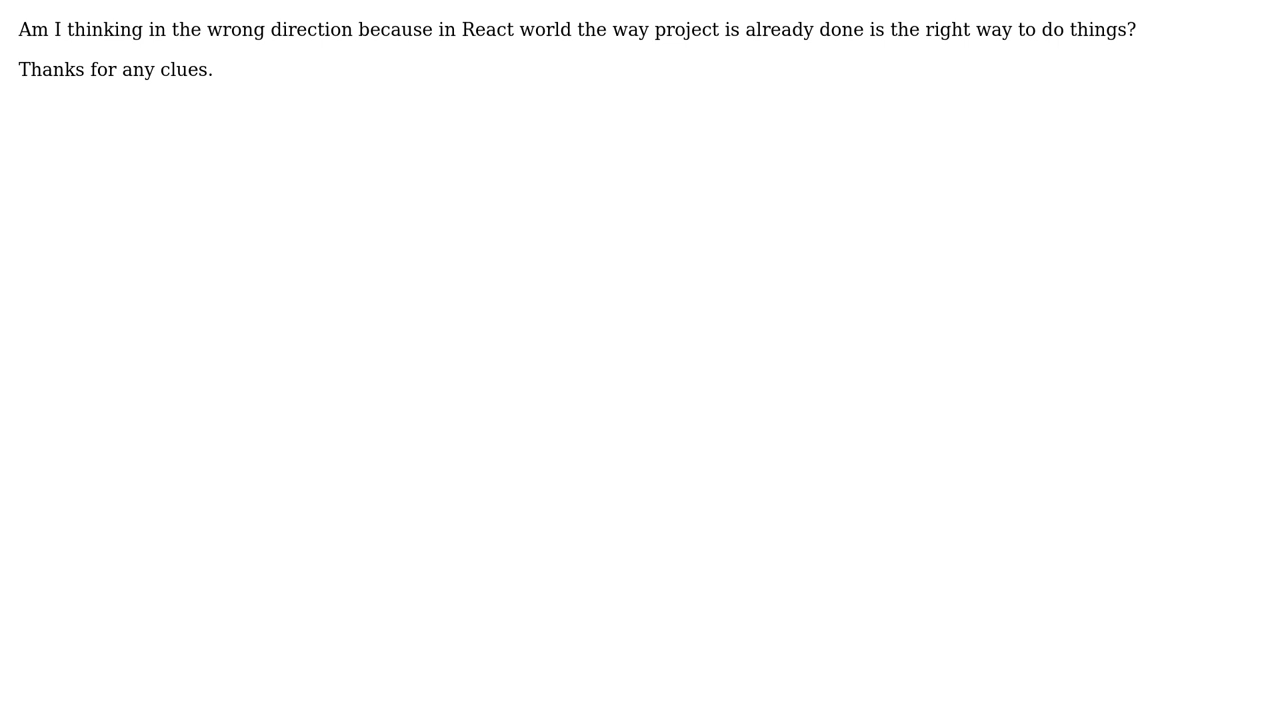 Am I thinking in the wrong direction because in React world the way project is already done is the right way to do things?
Thanks for any clues.